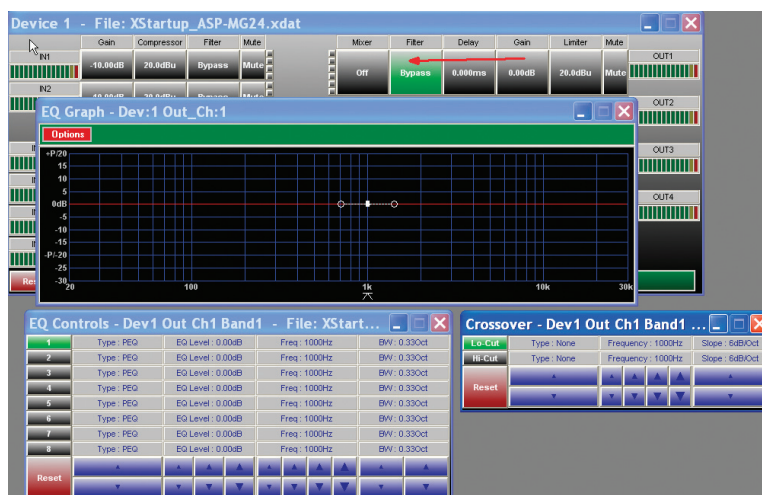 Device 1 - File: XStartup_ASP-MG24.xdat
Gain Compressor Filter Mute Mixer Filter Delay Gain Limiter Mute
IN1 -10.00dB 20.0dBu Bypass Mute Off Bypass 0.000ms 0.00dB 20.0dBu Mute OUT1
IN2 OUT2
EQ Graph - Dev:1 Out_Ch:1
Options
OUT3
OUT4
+P/20
15
10
5
0dB
-5
-10
-15
-P/-20
-25
-30
20 100 1k 10k 30k
EQ Controls - Dev1 Out Ch1 Band1 - File: XStart...
1 Type : PEQ EQ Level : 0.00dB Freq : 1000Hz BW : 0.33Oct
2 Type : PEQ EQ Level : 0.00dB Freq : 1000Hz BW : 0.33Oct
3 Type : PEQ EQ Level : 0.00dB Freq : 1000Hz BW : 0.33Oct
4 Type : PEQ EQ Level : 0.00dB Freq : 1000Hz BW : 0.33Oct
5 Type : PEQ EQ Level : 0.00dB Freq : 1000Hz BW : 0.33Oct
6 Type : PEQ EQ Level : 0.00dB Freq : 1000Hz BW : 0.33Oct
7 Type : PEQ EQ Level : 0.00dB Freq : 1000Hz BW : 0.33Oct
8 Type : PEQ EQ Level : 0.00dB Freq : 1000Hz BW : 0.33Oct
Reset
Crossover - Dev1 Out Ch1 Band1 ...
Lo-Cut Type : None Frequency : 1000Hz Slope : 6dB/Oct
Hi-Cut Type : None Frequency : 1000Hz Slope : 6dB/Oct
Reset